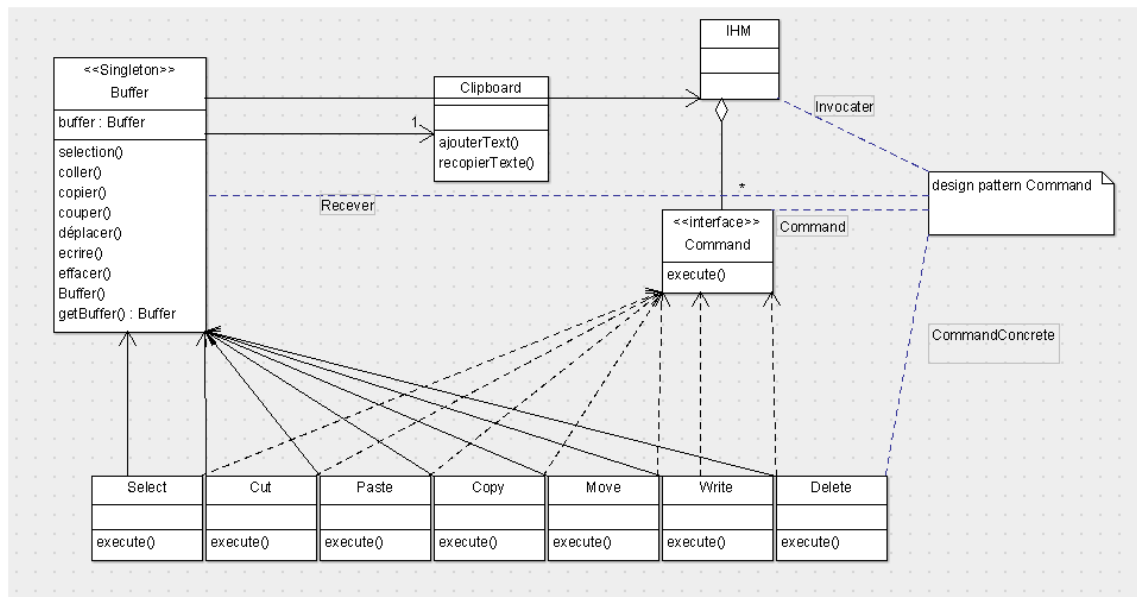 <<Singleton>>
Buffer
buffer : Buffer
selection()
coller()
copier()
couper()
déplacer()
ecrire()
effacer()
Buffer()
getBuffer() : Buffer
Clipboard
ajouterText()
recopierTexte()
1
IHM
Invocater
design pattern Command
Recever
*
<<interface>>
Command
execute()
Command
CommandConcrete
Select
execute()
Cut
execute()
Paste
execute()
Copy
execute()
Move
execute()
Write
execute()
Delete
execute()